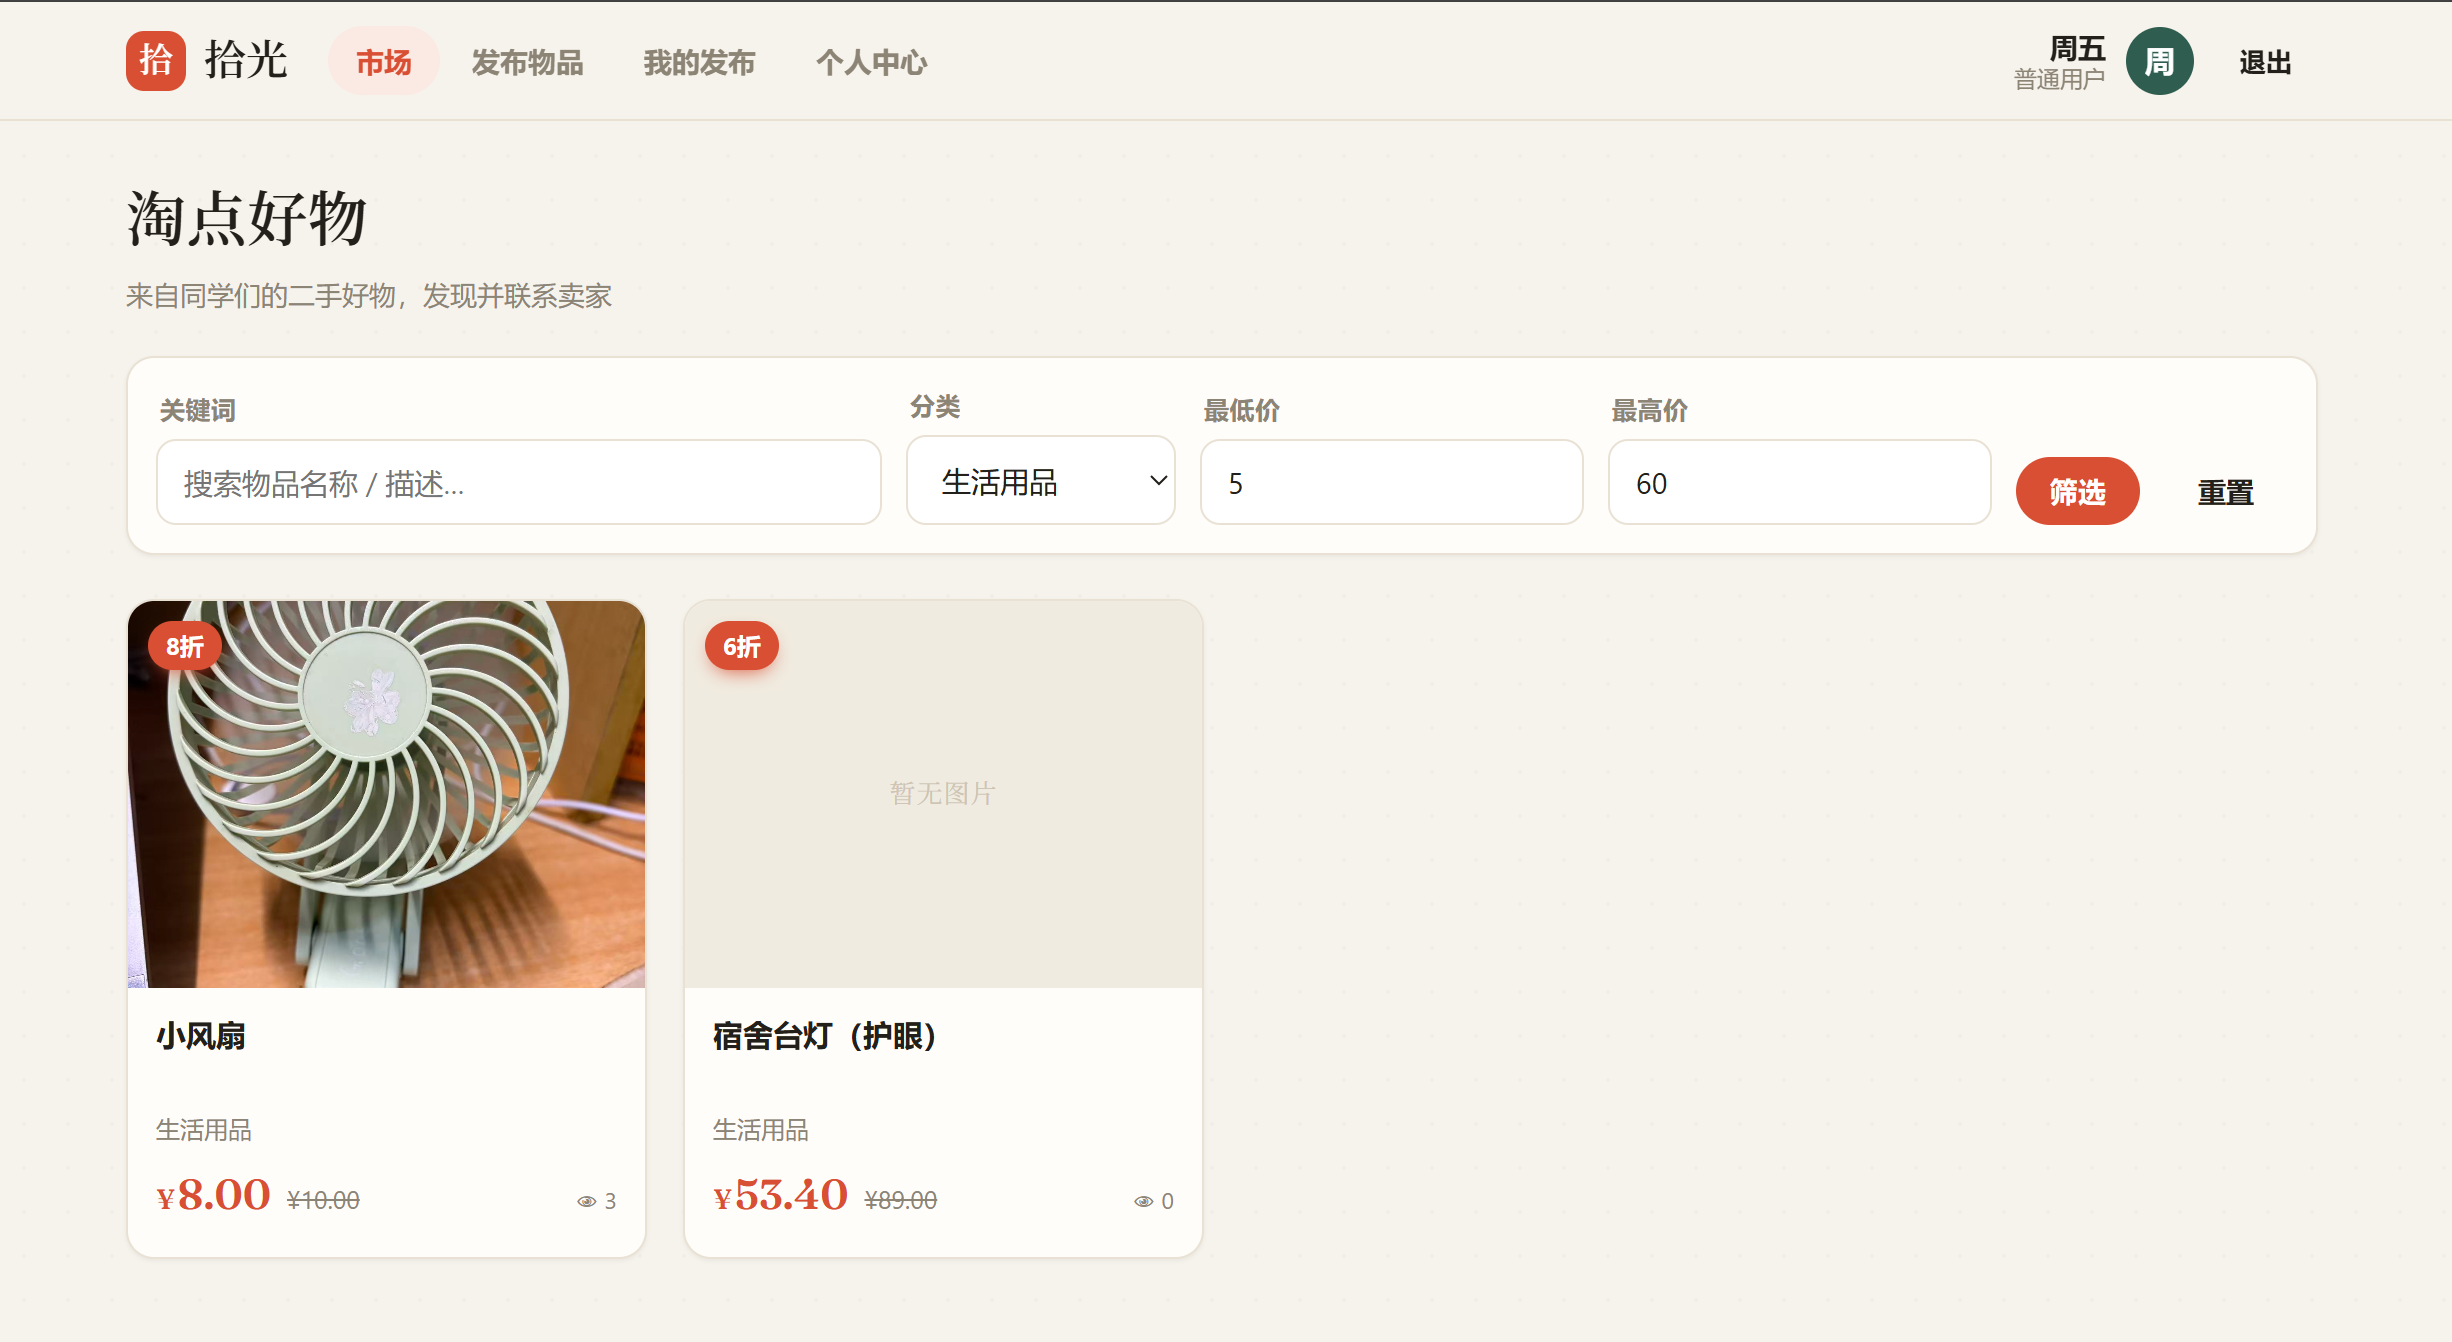 拾 拾光 市场 发布物品 我的发布 个人中心 周五 普通用户 周 退出
淘点好物
来自同学们的二手好物，发现并联系卖家
关键词 分类 最低价 最高价
搜索物品名称 / 描述... 生活用品 5 60 筛选 重置
8折 6折
暂无图片
小风扇 宿舍台灯（护眼）
生活用品 生活用品
¥8.00 ¥10.00 3 ¥53.40 ¥89.00 0